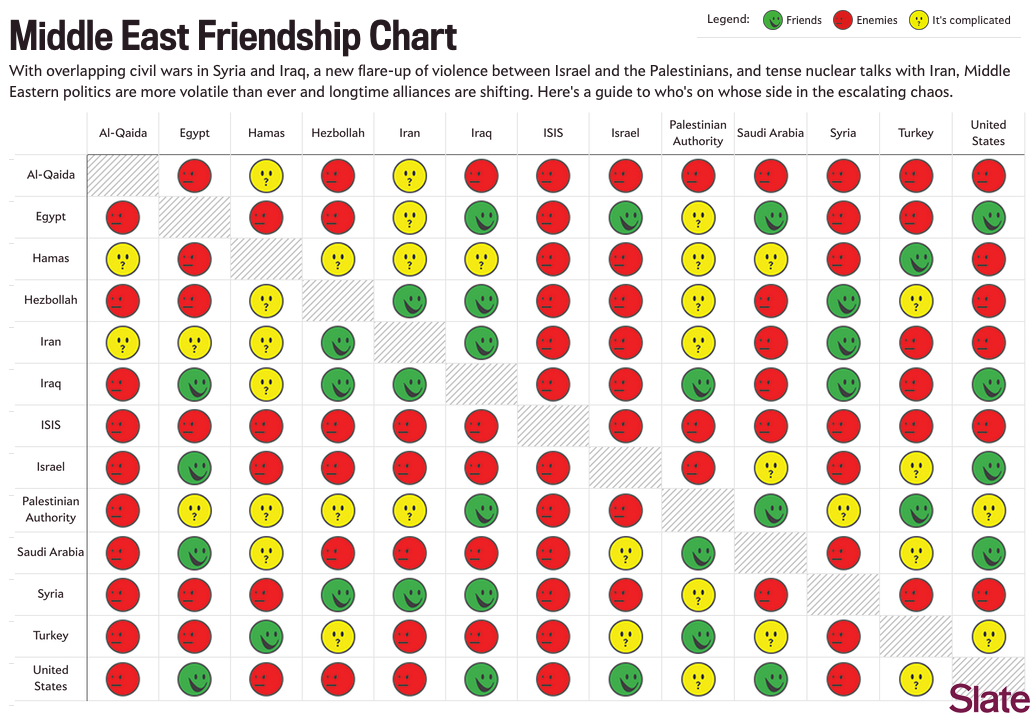 Legend: Friends Enemies It's complicated
Middle East Friendship Chart
With overlapping civil wars in Syria and Iraq, a new flare-up of violence between Israel and the Palestinians, and tense nuclear talks with Iran, Middle
Eastern politics are more volatile than ever and longtime alliances are shifting. Here's a guide to who's on whose side in the escalating chaos.
Al-Qaida Egypt Hamas Hezbollah Iran Iraq ISIS Israel Palestinian Authority Saudi Arabia Syria Turkey United States
Al-Qaida ? ?
Egypt ? ?
Hamas ? ? ? ? ? ?
Hezbollah ? ? ?
Iran ? ? ? ?
Iraq ?
ISIS
Israel ? ?
Palestinian
Authority ? ? ? ? ? ?
Saudi Arabia ? ? ?
Syria ?
Turkey ? ? ? ?
United
States ? ?
Slate